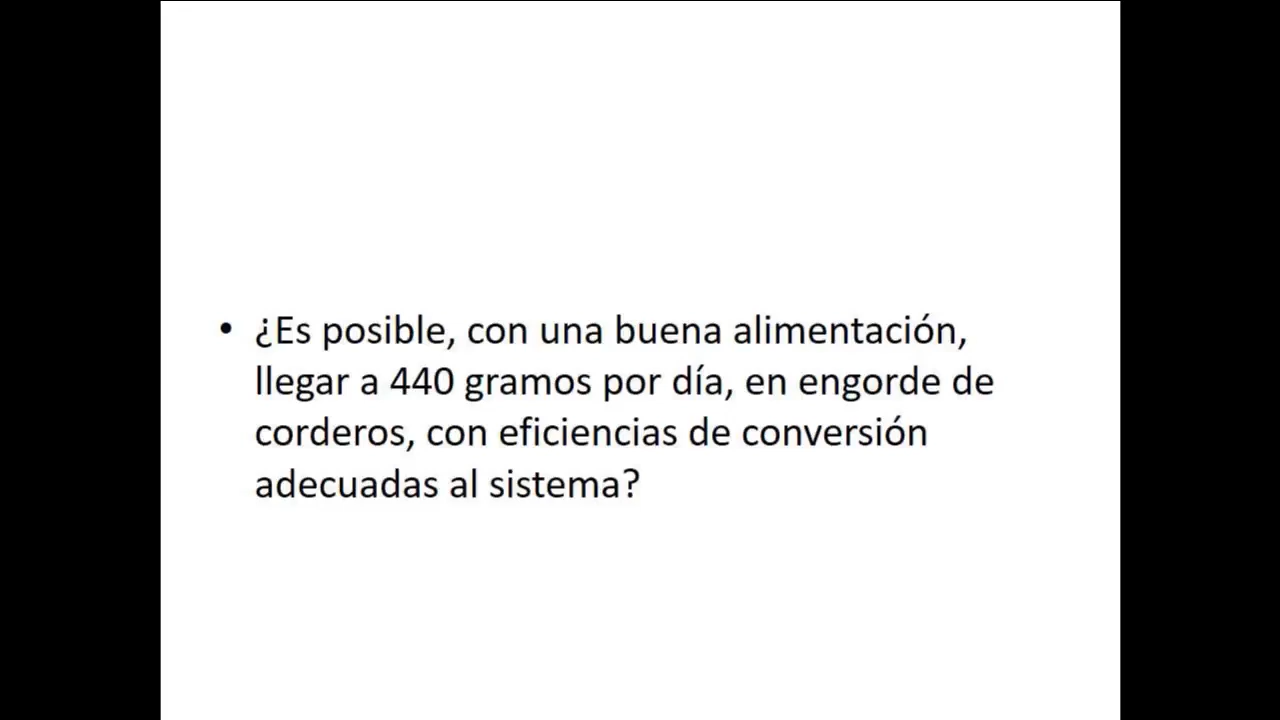 • ¿Es posible, con una buena alimentación,
llegar a 440 gramos por día, en engorde de
corderos, con eficiencias de conversión
adecuadas al sistema?